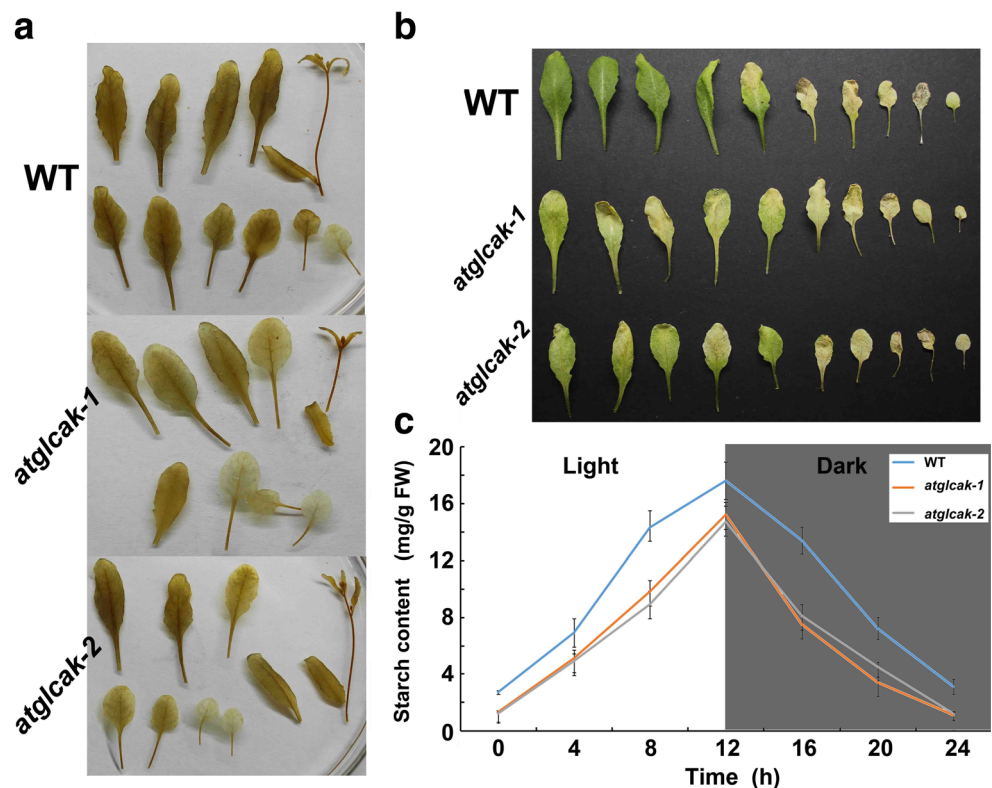 a
WT
atglcak-1
atglcak-2
b
WT
atglcak-1
atglcak-2
c
Starch content (mg/g FW)
20
16
12
8
4
0
Light
Dark
WT
atglcak-1
atglcak-2
0 4 8 12 16 20 24
Time (h)